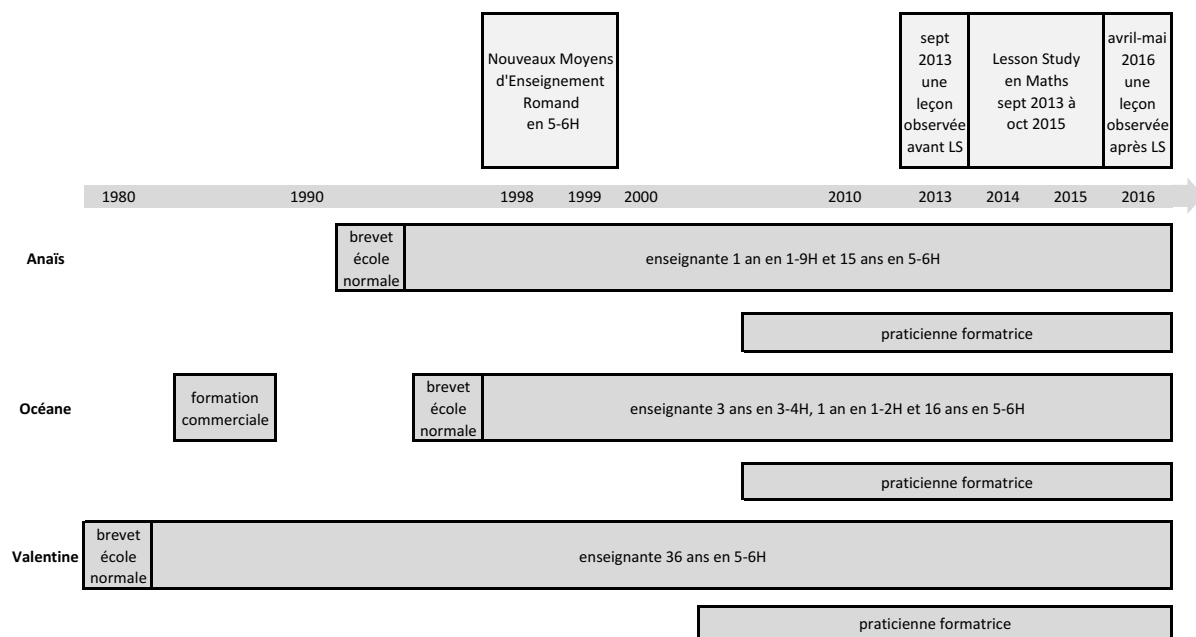 Nouveaux Moyens
d'Enseignement
Romand
en 5-6H
sept
2013
une
leçon
observée
avant LS
Lesson Study
en Maths
sept 2013 à
oct 2015
avril-mai
2016
une
leçon
observée
après LS
1980 1990 1998 1999 2000 2010 2013 2014 2015 2016
Anaïs
brevet
école
normale
enseignante 1 an en 1-9H et 15 ans en 5-6H
praticienne formatrice
Océane
formation
commerciale
brevet
école
normale
enseignante 3 ans en 3-4H, 1 an en 1-2H et 16 ans en 5-6H
praticienne formatrice
Valentine
brevet
école
normale
enseignante 36 ans en 5-6H
praticienne formatrice